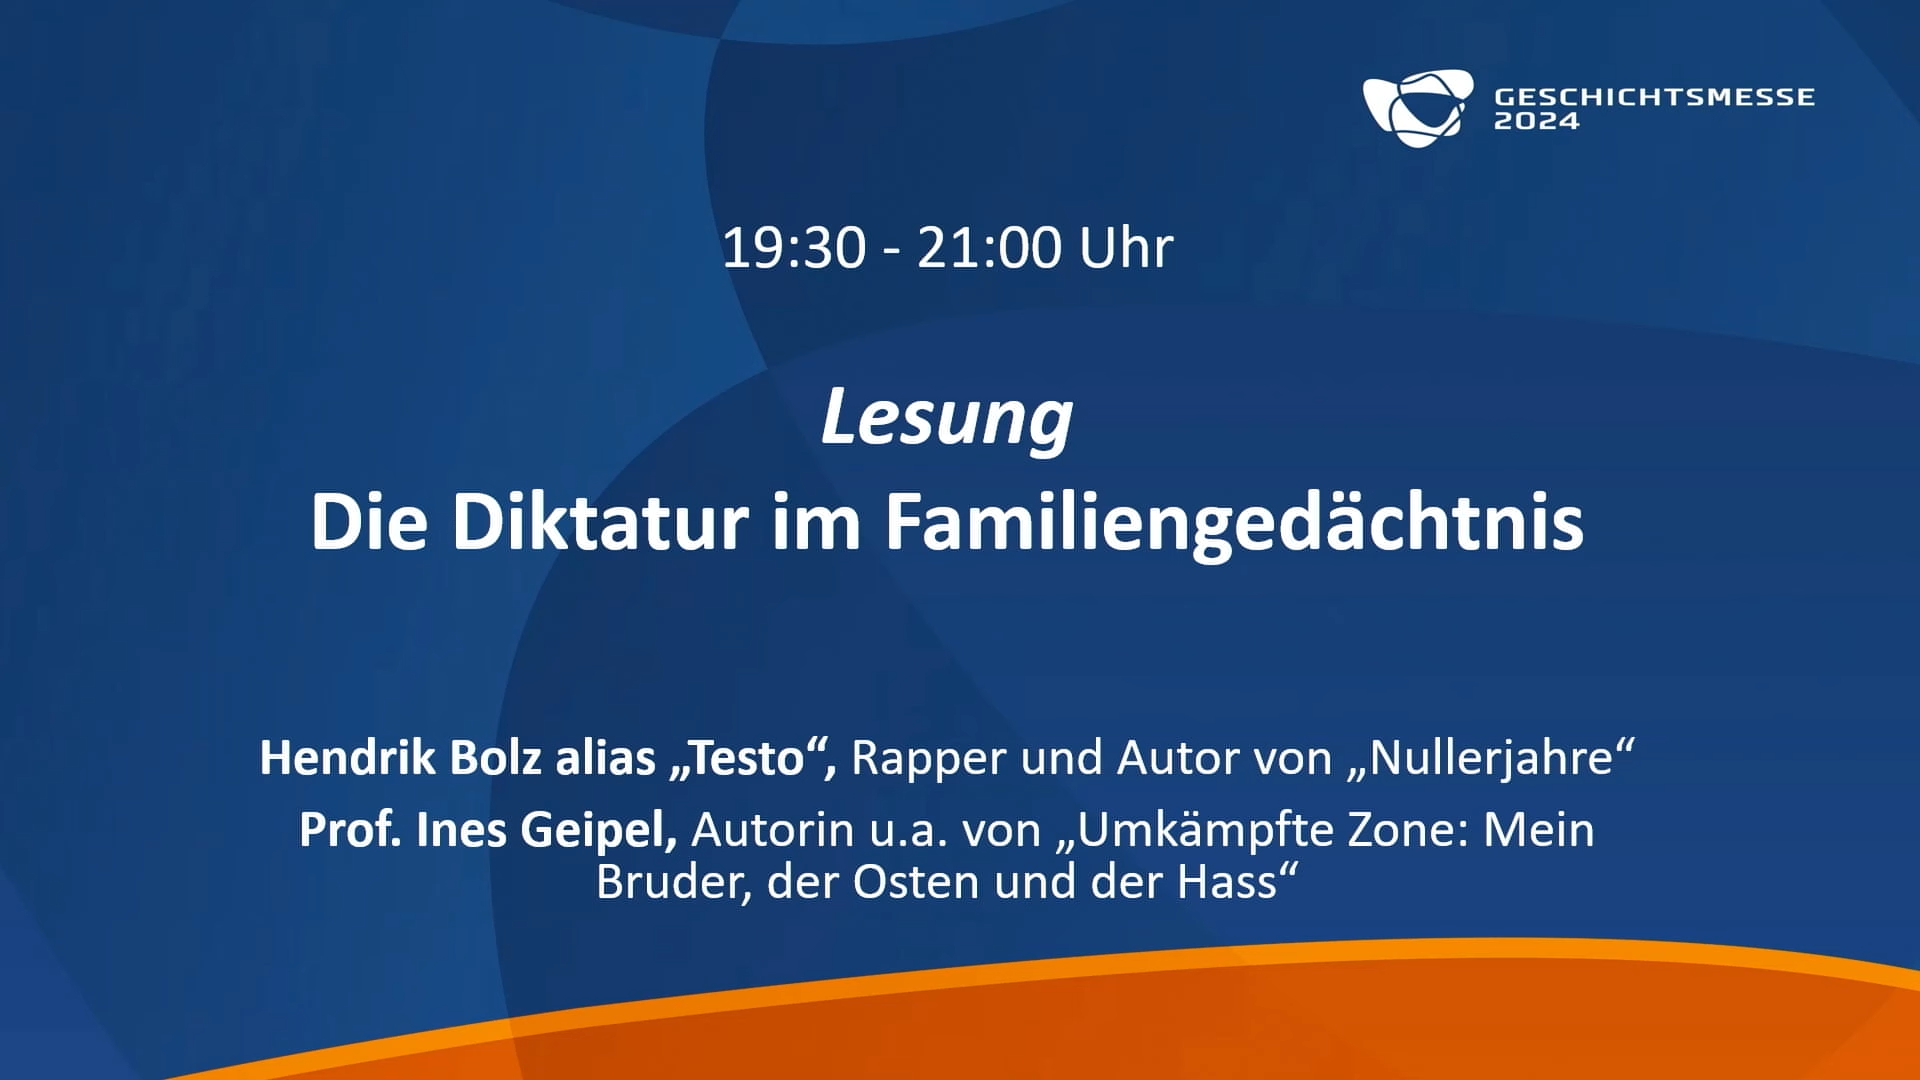 GESCHICHTSMESSE
2024
19:30 - 21:00 Uhr
Lesung
Die Diktatur im Familiengedächtnis
Hendrik Bolz alias „Testo“, Rapper und Autor von „Nullerjahre“
Prof. Ines Geipel, Autorin u.a. von „Umkämpfte Zone: Mein
Bruder, der Osten und der Hass“